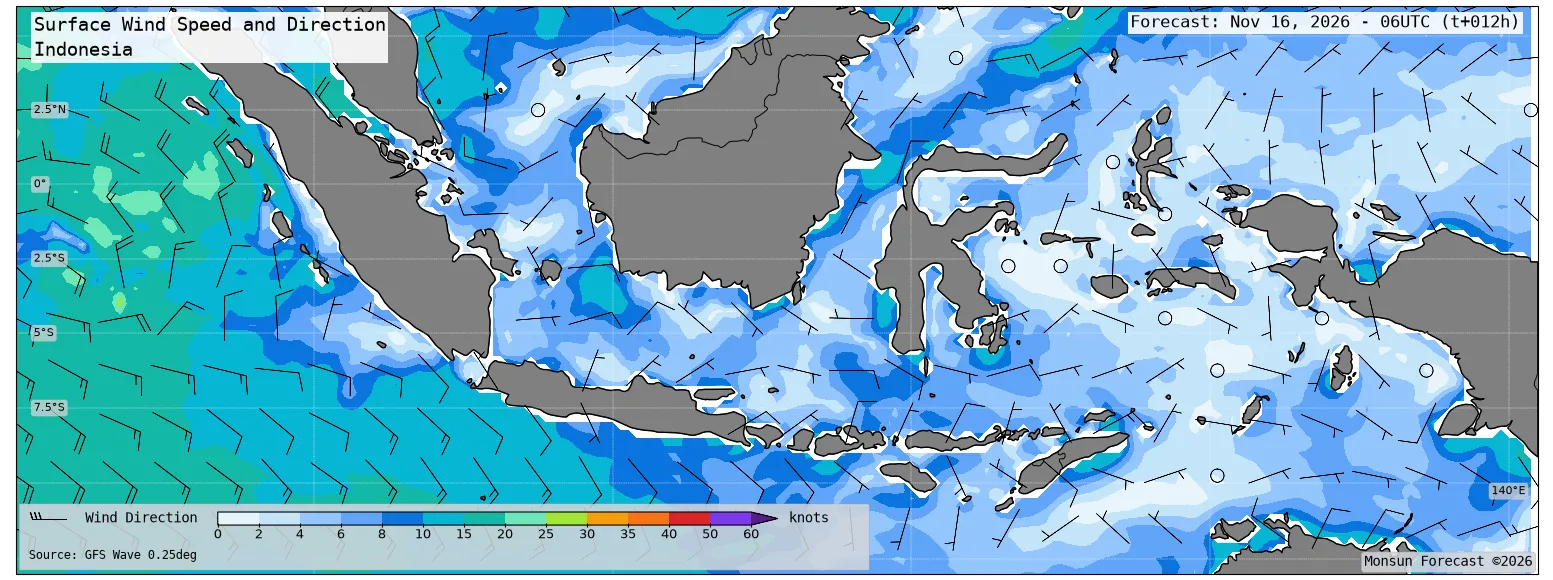 Surface Wind Speed and Direction
Indonesia
Forecast: Nov 16, 2026 - 06UTC (t+012h)
2.5°N
0°
2.5°S
5°S
7.5°S
140°E
Wind Direction
0 2 4 6 8 10 15 20 25 30 35 40 50 60
knots
Source: GFS Wave 0.25deg
Monsun Forecast ©2026